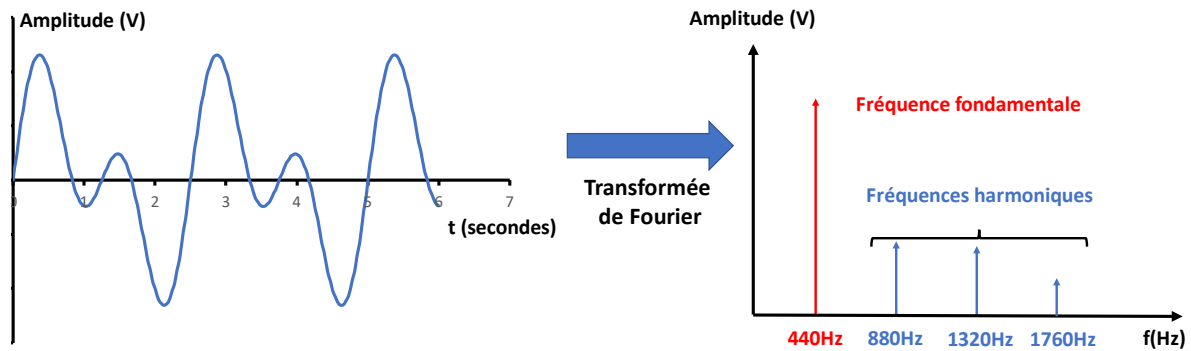 Amplitude (V)
0
1
2
3
4
5
6
7
t (secondes)
Transformée
de Fourier
Amplitude (V)
Fréquence fondamentale
Fréquences harmoniques
440Hz
880Hz
1320Hz
1760Hz
f(Hz)